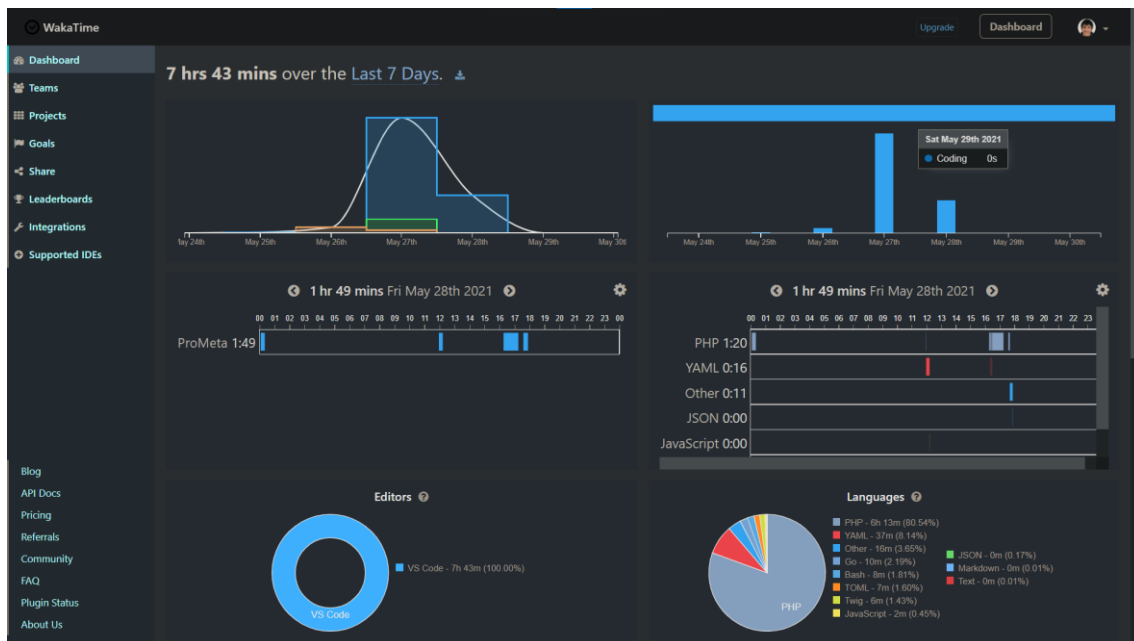 WakaTime
Upgrade
Dashboard
Dashboard
Teams
Projects
Goals
Share
Leaderboards
Integrations
Supported IDEs
Blog
API Docs
Pricing
Referrals
Community
FAQ
Plugin Status
About Us
7 hrs 43 mins over the Last 7 Days.
May 25th May 26th May 27th May 28th May 29th
Sat May 29th 2021
Coding 0s
May 24th May 25th May 26th May 27th May 28th May 29th May 30th
1 hr 49 mins Fri May 28th 2021
00 01 02 03 04 05 06 07 08 09 10 11 12 13 14 15 16 17 18 19 20 21 22 23 00
ProMeta 1:49
1 hr 49 mins Fri May 28th 2021
00 01 02 03 04 05 06 07 08 09 10 11 12 13 14 15 16 17 18 19 20 21 22 23
PHP 1:20
YAML 0:16
Other 0:11
JSON 0:00
JavaScript 0:00
Editors
VS Code - 7h 43m (100.00%)
VS Code
Languages
PHP - 6h 13m (80.54%)
YAML - 37m (8.14%)
Other - 16m (3.65%)
Go - 10m (2.19%)
Bash - 8m (1.81%)
TOML - 7m (1.60%)
Twig - 6m (1.43%)
JavaScript - 2m (0.45%)
JSON - 0m (0.17%)
Markdown - 0m (0.01%)
Text - 0m (0.01%)
PHP